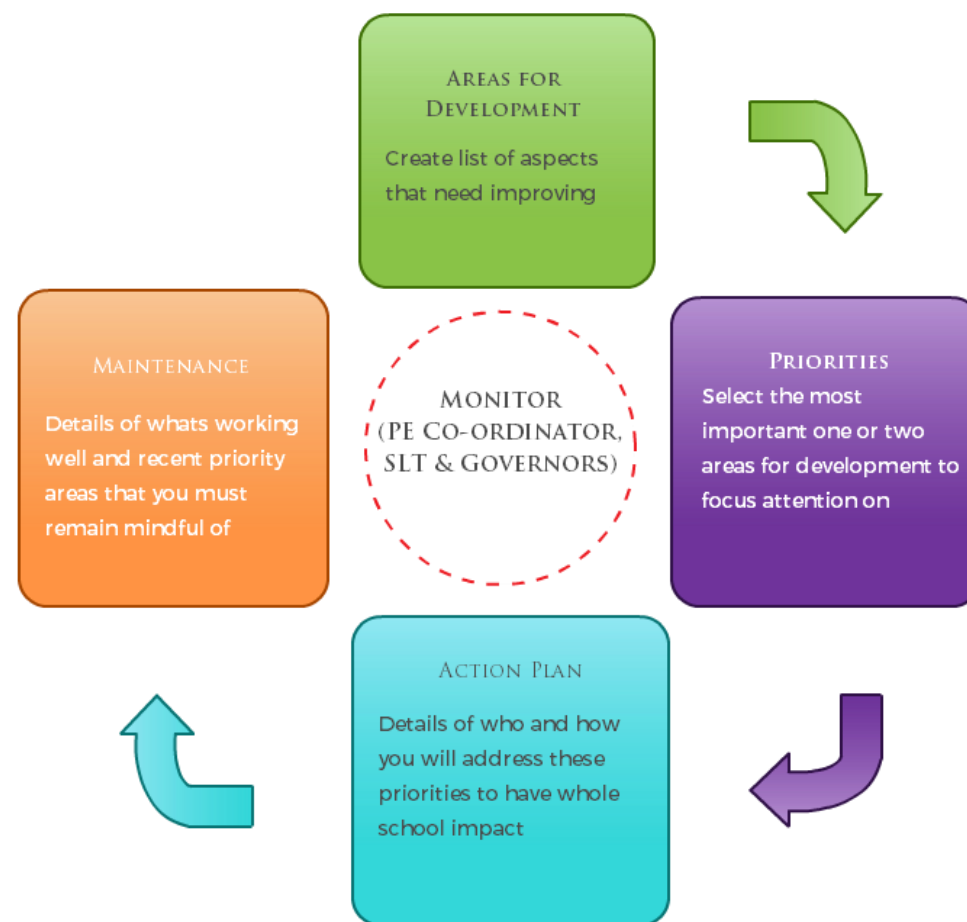 Areas for
Development
Create list of aspects
that need improving
Priorities
Select the most
important one or two
areas for development to
focus attention on
Action Plan
Details of who and how
you will address these
priorities to have whole
school impact
Maintenance
Details of whats working
well and recent priority
areas that you must
remain mindful of
Monitor
(PE Co-ordinator,
SLT & Governors)